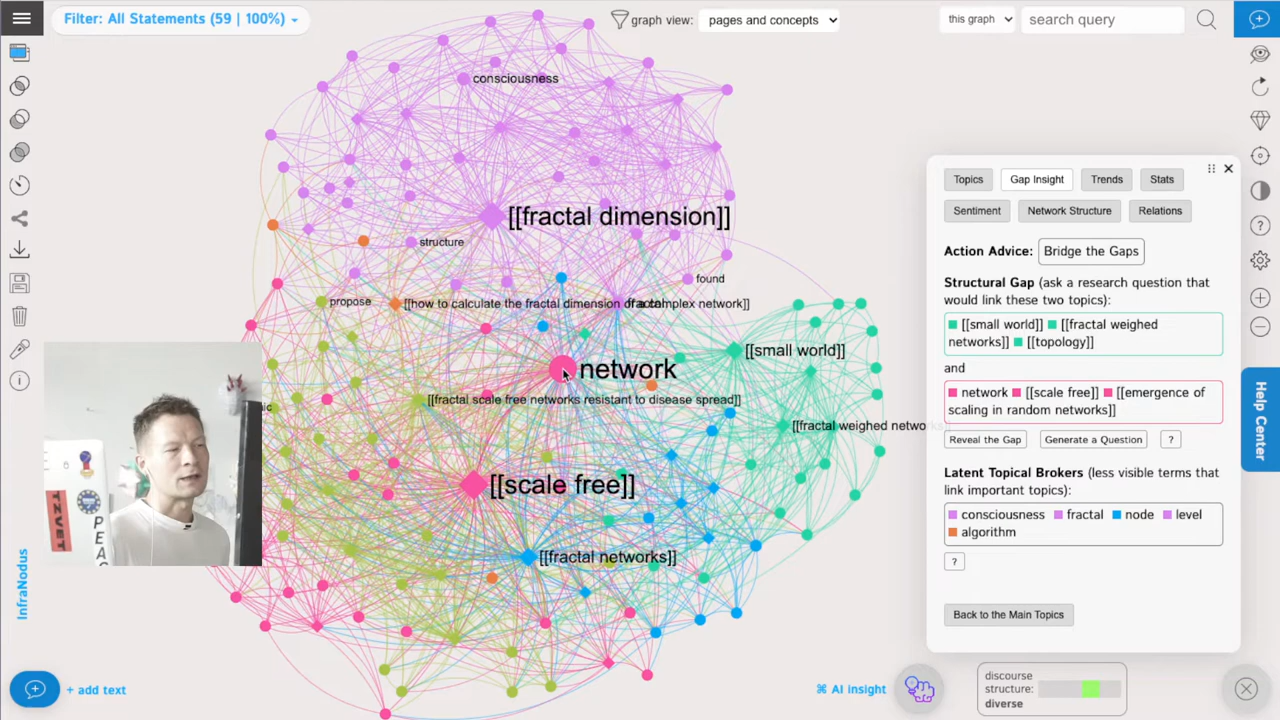 Filter: All Statements (59 | 100%)
graph view:
pages and concepts
this graph
search query
consciousness
[[fractal dimension]]
structure
found
propose
[[how to calculate the fractal dimension of a complex network]]
[[small world]]
network
[[fractal scale free networks resistant to disease spread]]
[[fractal weighed networks
[[scale free]]
[[fractal networks]]
TZVET
PEAC
InfraNodus
+ add text
Topics
Gap Insight
Trends
Stats
Sentiment
Network Structure
Relations
Action Advice: Bridge the Gaps
Structural Gap (ask a research question that
would link these two topics):
[[small world]] [[fractal weighed
networks]] [[topology]]
and
network [[scale free]] [[emergence of
scaling in random networks]]
Reveal the Gap
Generate a Question
?
Latent Topical Brokers (less visible terms that
link important topics):
consciousness fractal node level
algorithm
?
Back to the Main Topics
Help Center
⌘ AI insight
discourse
structure:
diverse